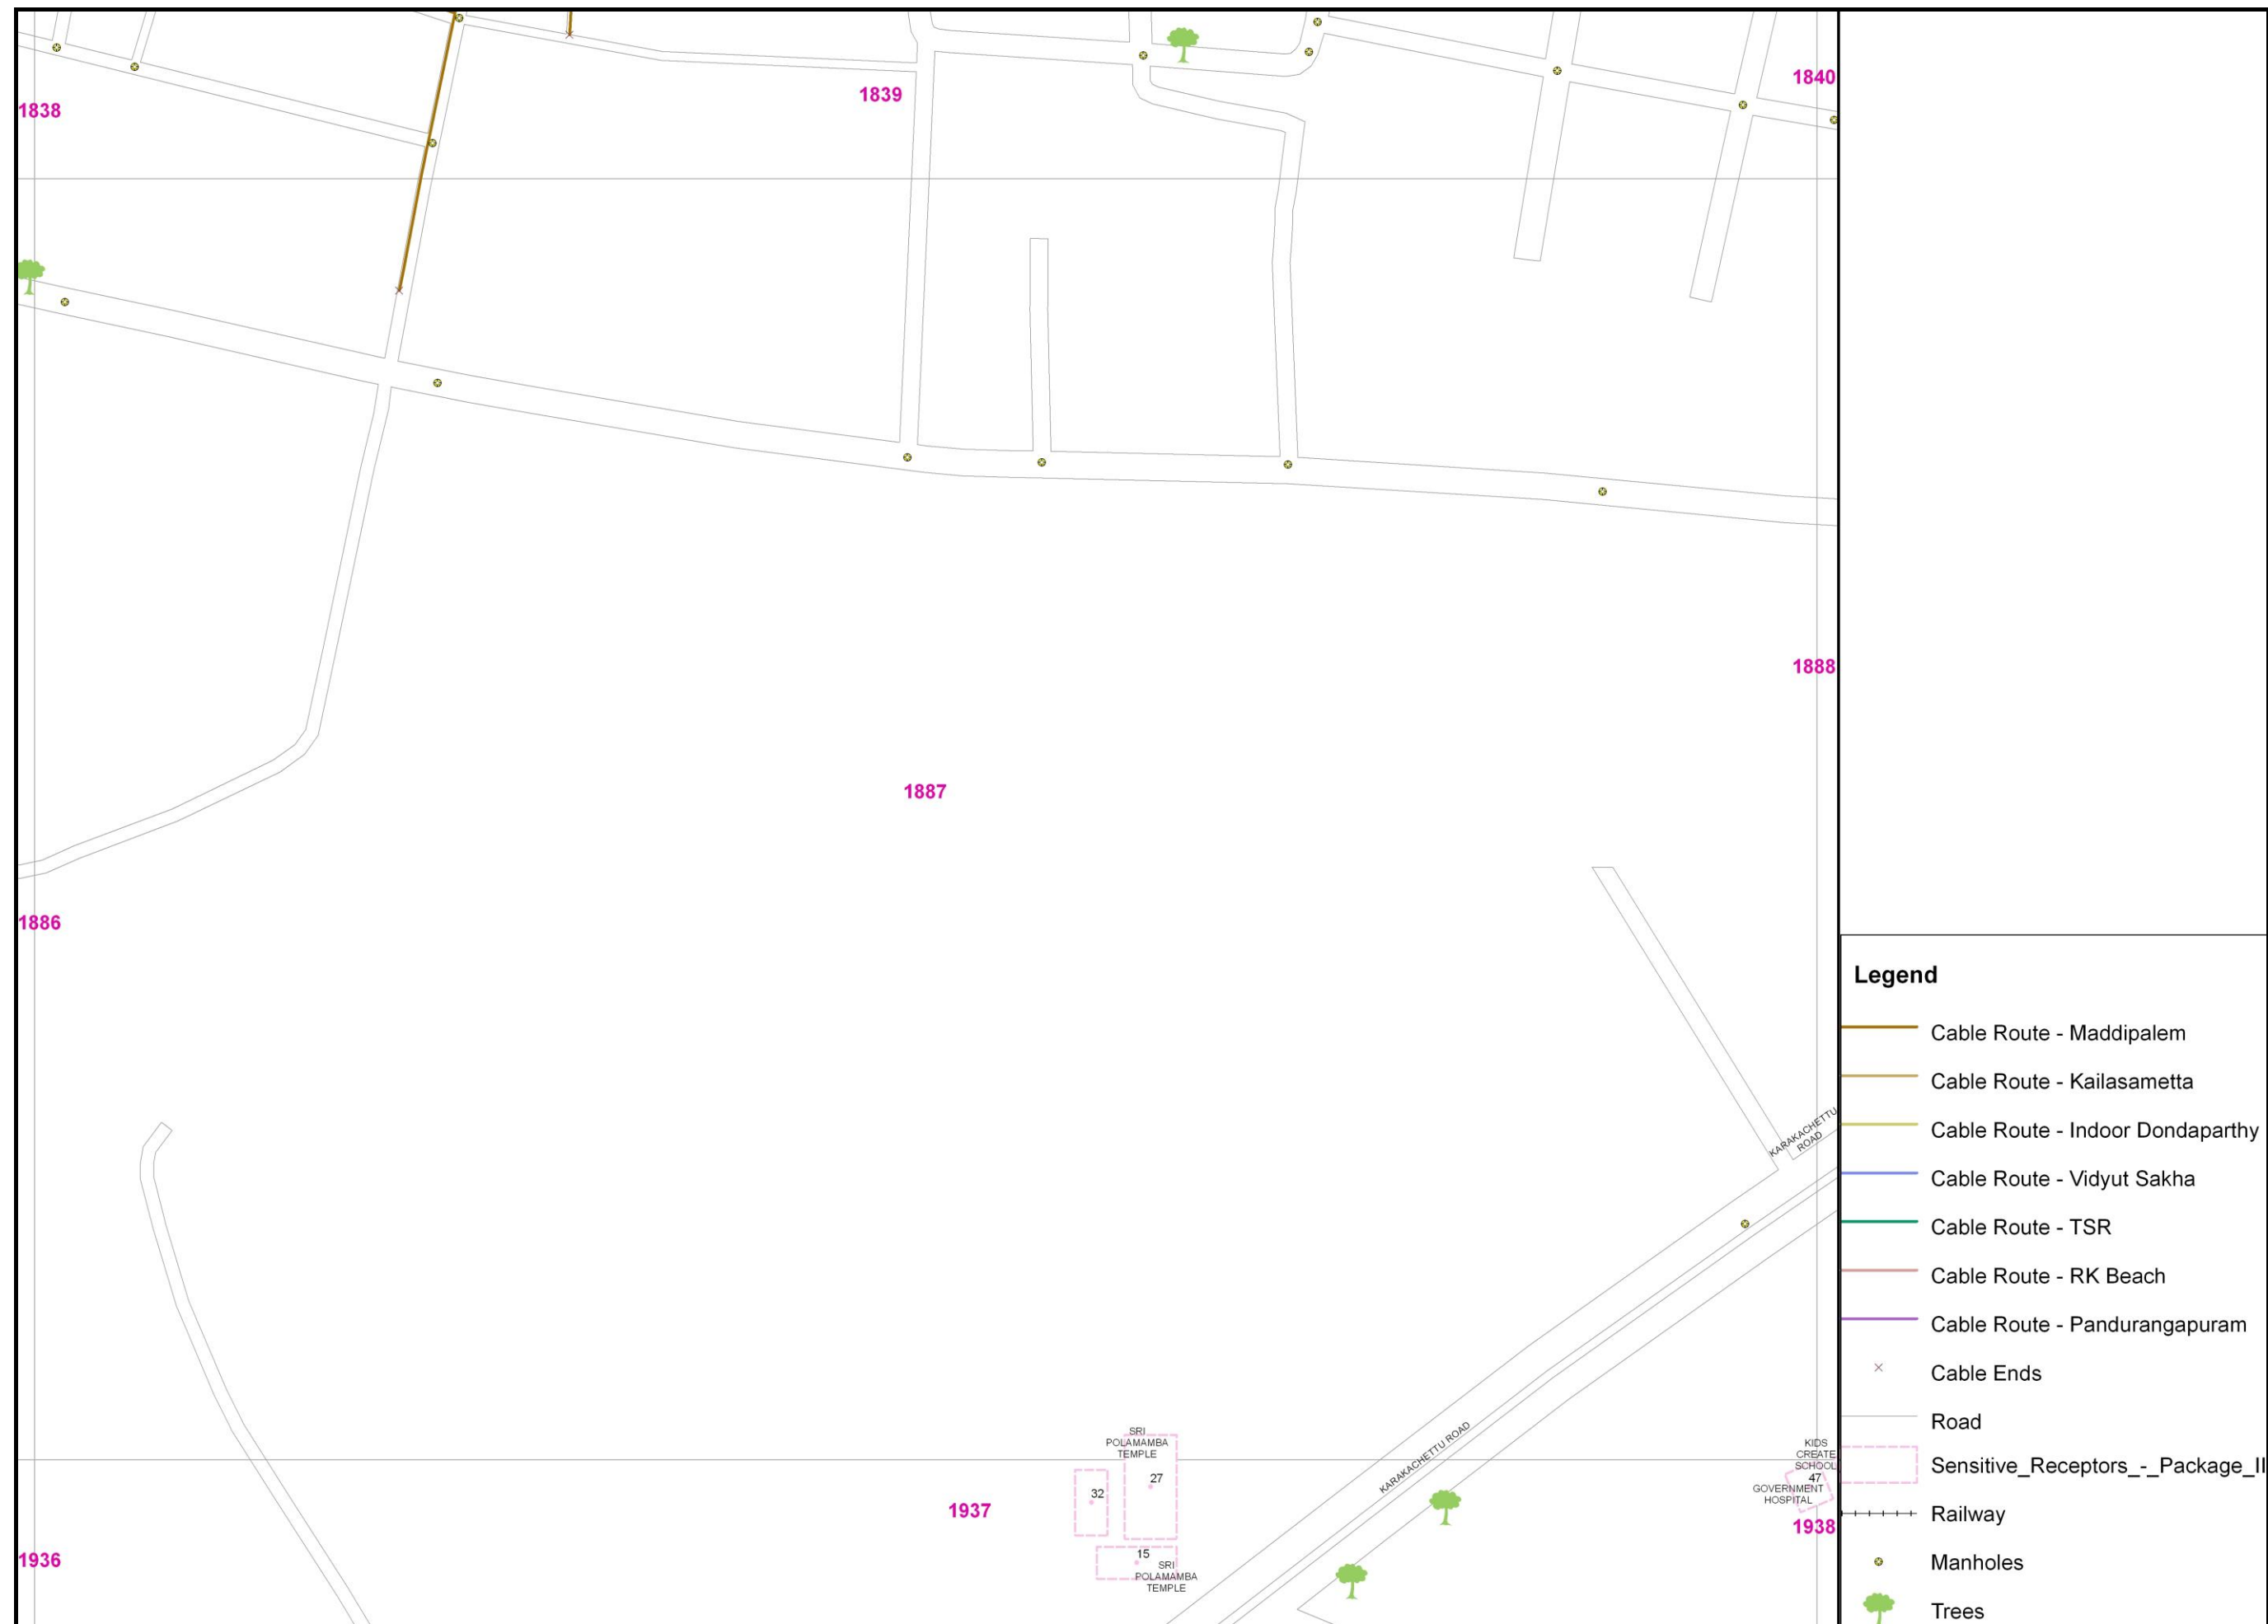 1840
1839
1838
1888
1887
1886
KARAKACHETTU
ROAD
KARAKACHETTU ROAD
SRI
POLAMAMBA
TEMPLE
27
32
KIDS
CREATE
SCHOOL
47
GOVERNMENT
HOSPITAL
1937
1938
15
SRI
POLAMAMBA
TEMPLE
1936
Legend
Cable Route - Maddipalem
Cable Route - Kailasametta
Cable Route - Indoor Dondaparthy
Cable Route - Vidyut Sakha
Cable Route - TSR
Cable Route - RK Beach
Cable Route - Pandurangapuram
Cable Ends
Road
Sensitive_Receptors_-_Package_II
Railway
Manholes
Trees